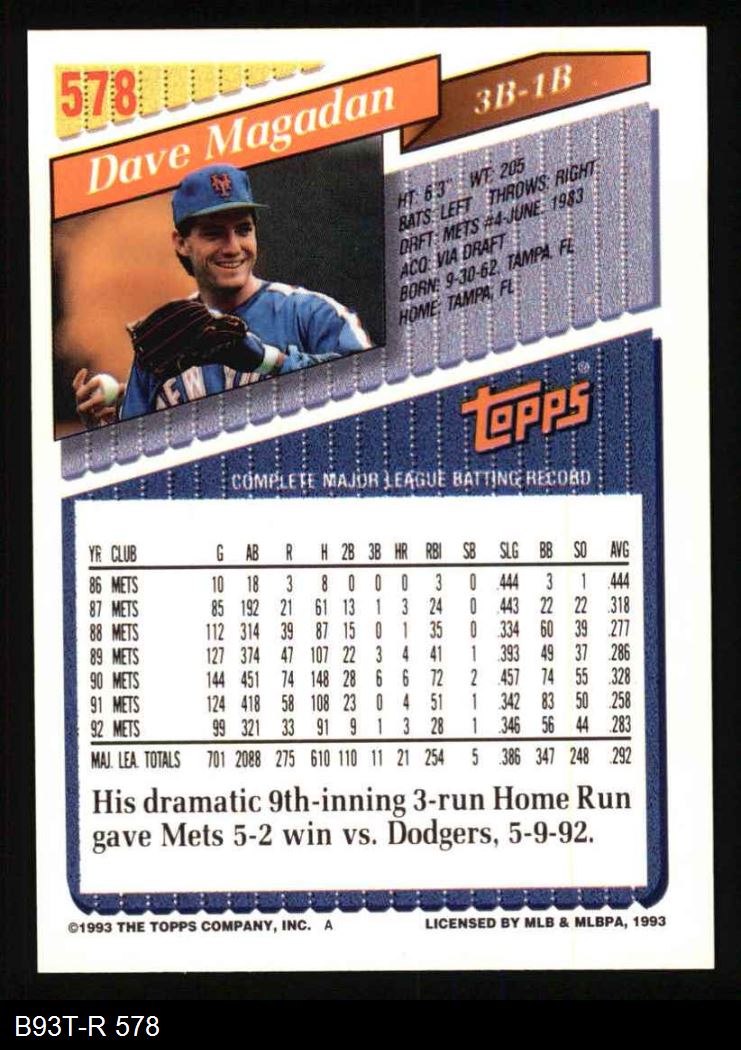 578
Dave Magadan
3B-1B
HT: 6'3" WT: 205
BATS: LEFT THROWS: RIGHT
DRFT: METS #4-JUNE, 1983
ACQ: VIA DRAFT
BORN: 9-30-62, TAMPA, FL
HOME: TAMPA, FL
NEW Y
topps®
COMPLETE MAJOR LEAGUE BATTING RECORD
YR CLUB G AB R H 2B 3B HR RBI SB SLG BB SO AVG
86 METS 10 18 3 8 0 0 0 3 0 .444 3 1 .444
87 METS 85 192 21 61 13 1 3 24 0 .443 22 22 .318
88 METS 112 314 39 87 15 0 1 35 0 .334 60 39 .277
89 METS 127 374 47 107 22 3 4 41 1 .393 49 37 .286
90 METS 144 451 74 148 28 6 6 72 2 .457 74 55 .328
91 METS 124 418 58 108 23 0 4 51 1 .342 83 50 .258
92 METS 99 321 33 91 9 1 3 28 1 .346 56 44 .283
MAJ. LEA. TOTALS 701 2088 275 610 110 11 21 254 5 .386 347 248 .292
His dramatic 9th-inning 3-run Home Run
gave Mets 5-2 win vs. Dodgers, 5-9-92.
©1993 THE TOPPS COMPANY, INC. A LICENSED BY MLB & MLBPA, 1993
B93T-R 578